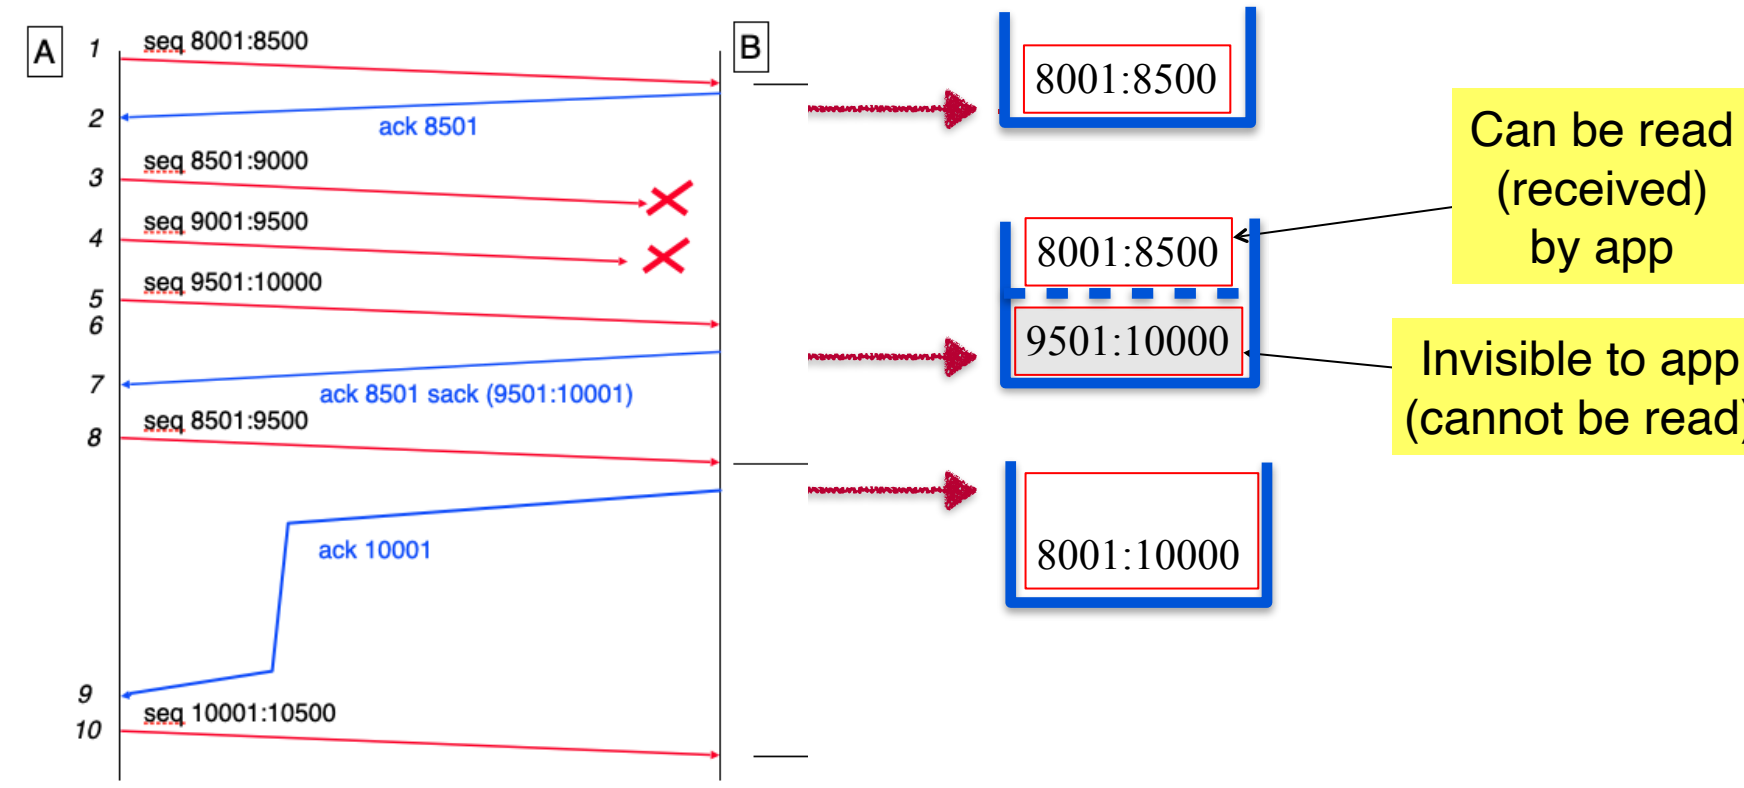 A
B
1
seq 8001:8500
2
ack 8501
3
seq 8501:9000
4
seq 9001:9500
5
seq 9501:10000
6
7
ack 8501 sack (9501:10001)
8
seq 8501:9500
ack 10001
9
10
seq 10001:10500
8001:8500
8001:8500
9501:10000
8001:10000
Can be read
(received)
by app
Invisible to app
(cannot be read)